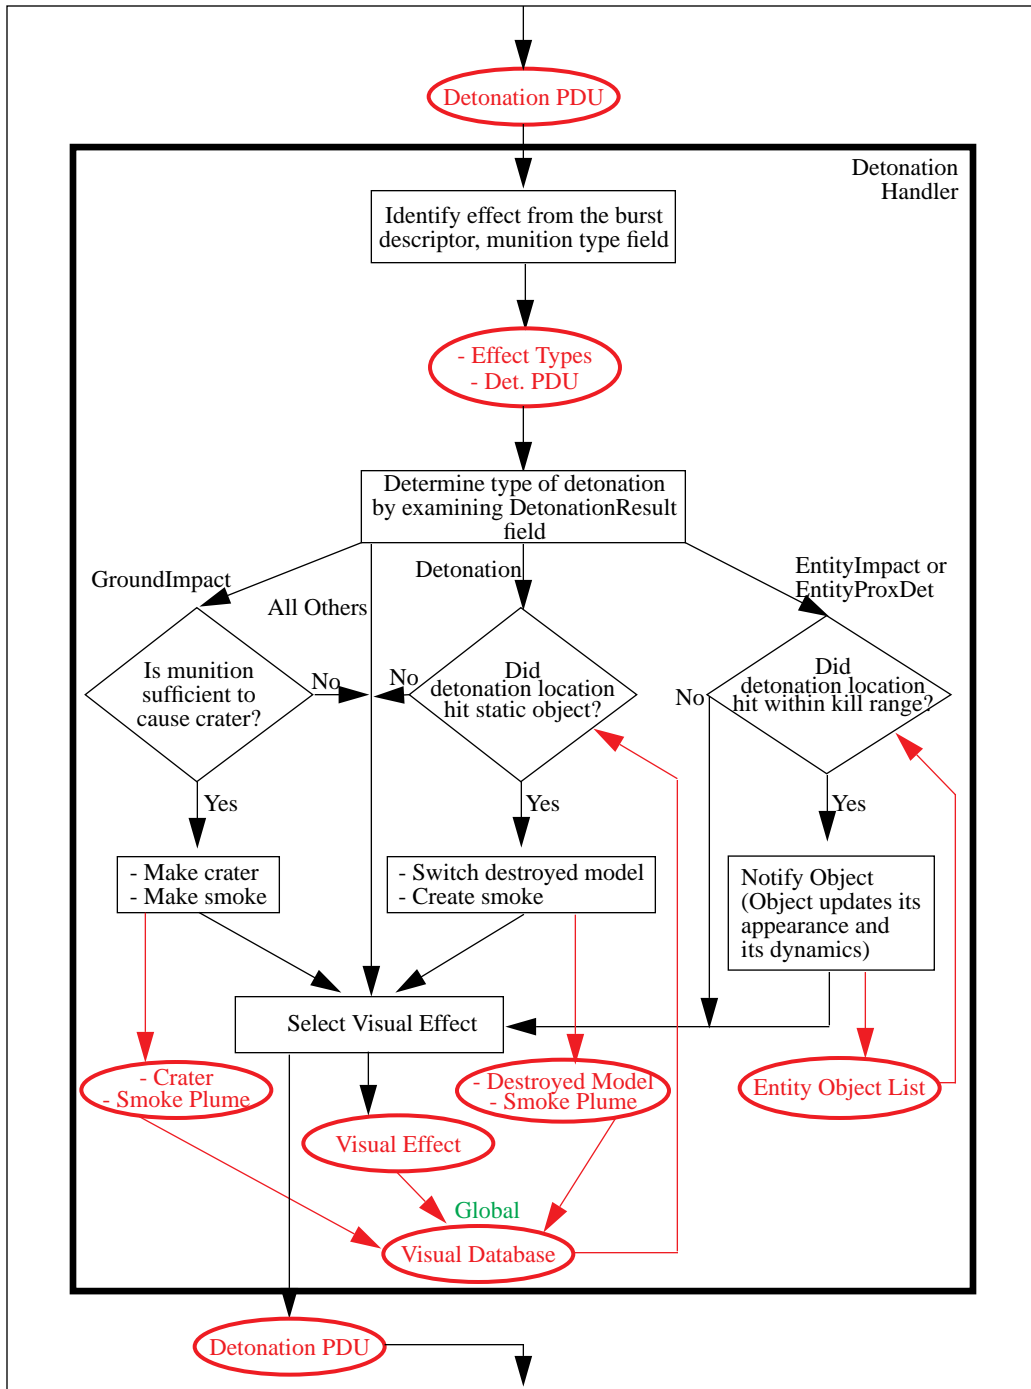 Detonation PDU
Detonation
Handler
Identify effect from the burst
descriptor, munition type field
- Effect Types
- Det. PDU
Determine type of detonation
by examining DetonationResult
field
GroundImpact
All Others
Detonation
EntityImpact or
EntityProxDet
Is munition
sufficient to
cause crater?
No
No
Did
detonation location
hit static object?
No
Did
detonation location
hit within kill range?
Yes
Yes
Yes
- Make crater
- Make smoke
- Switch destroyed model
- Create smoke
Notify Object
(Object updates its
appearance and
its dynamics)
Select Visual Effect
- Crater
- Smoke Plume
- Destroyed Model
- Smoke Plume
Entity Object List
Visual Effect
Global
Visual Database
Detonation PDU